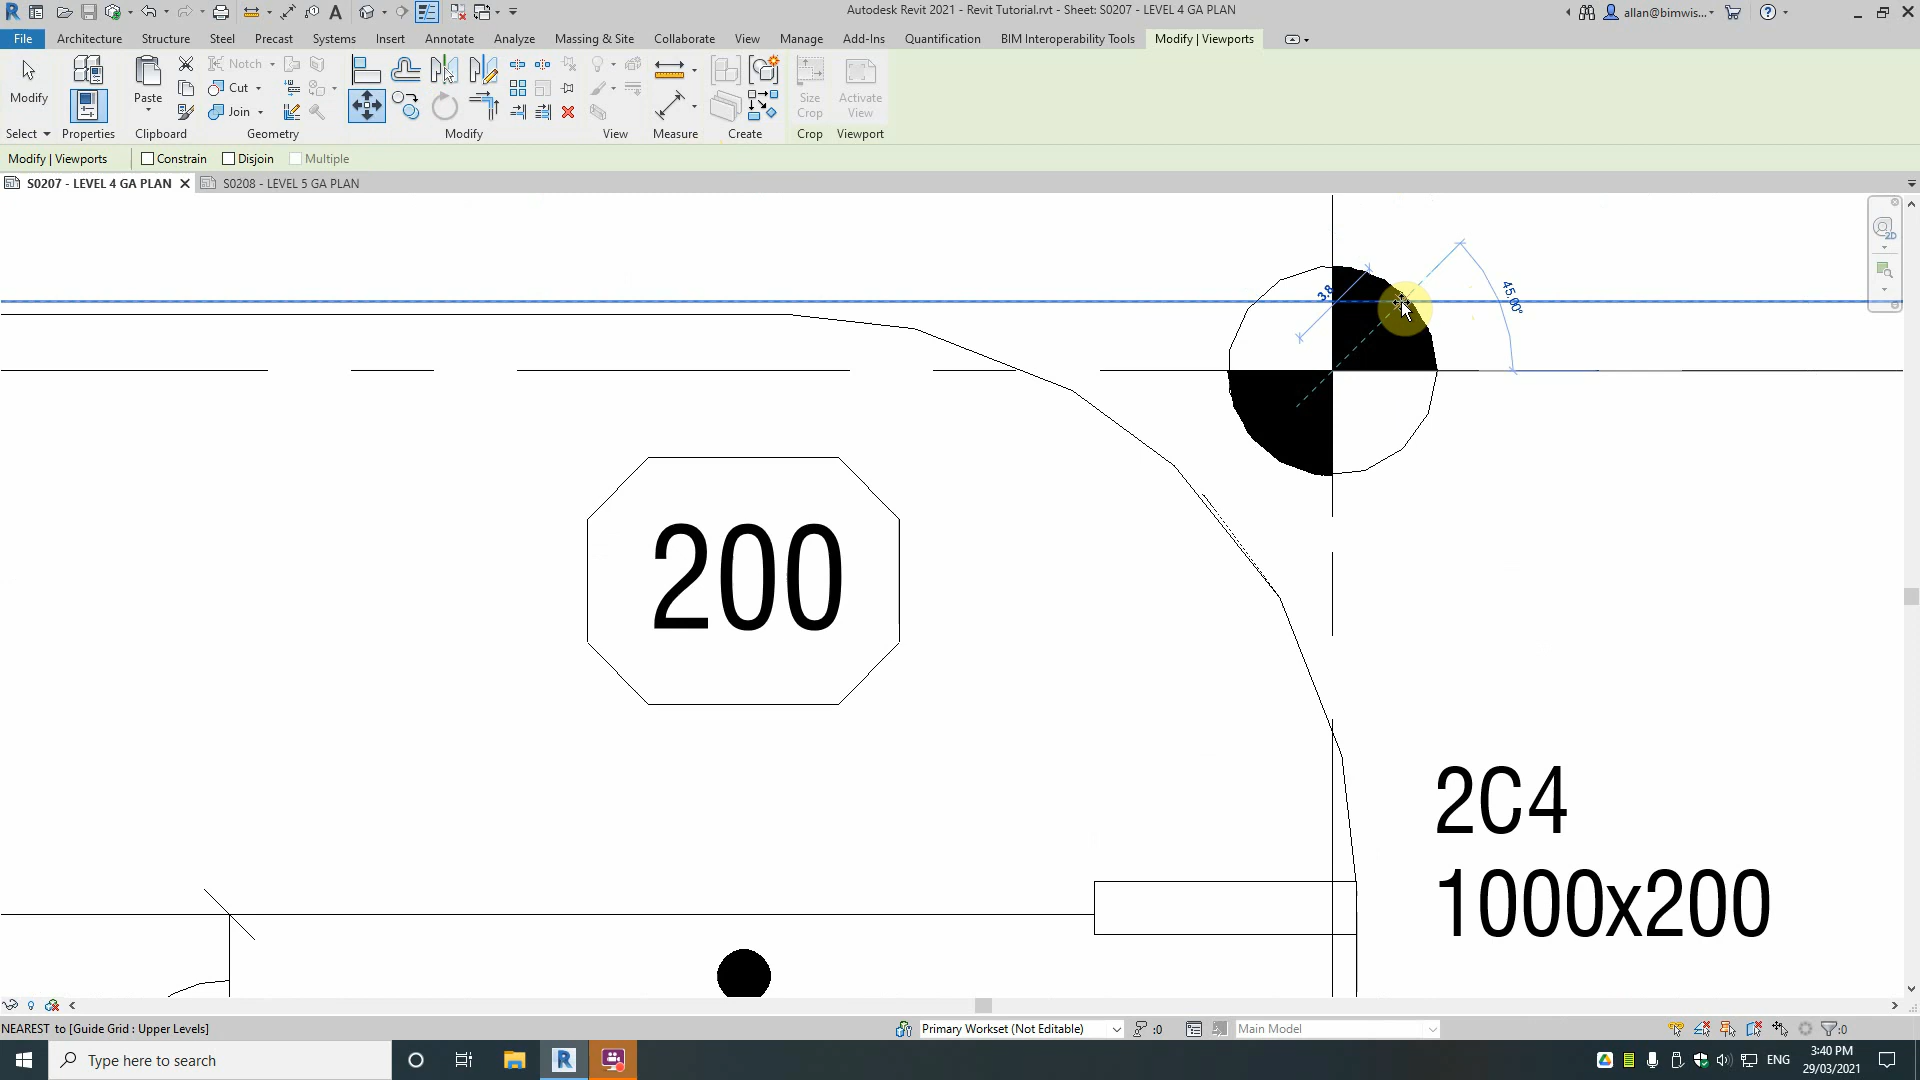 Autodesk Revit 2021 - Revit Tutorial.rvt - Sheet: S0207 - LEVEL 4 GA PLAN
allan@bimwis...
File Architecture Structure Steel Precast Systems Insert Annotate Analyze Massing & Site Collaborate View Manage Add-Ins Quantification BIM Interoperability Tools Modify | Viewports
Modify
Paste
Notch
Cut
Join
Size
Crop
Activate
View
Select Properties Clipboard Geometry Modify View Measure Create Crop Viewport
Modify | Viewports Constrain Disjoin Multiple
S0207 - LEVEL 4 GA PLAN S0208 - LEVEL 5 GA PLAN
2D
3.8
45.00°
200
2C4
1000x200
NEAREST to [Guide Grid : Upper Levels]
:0
Primary Workset (Not Editable)
Main Model
:0
Type here to search
ENG
3:40 PM
29/03/2021